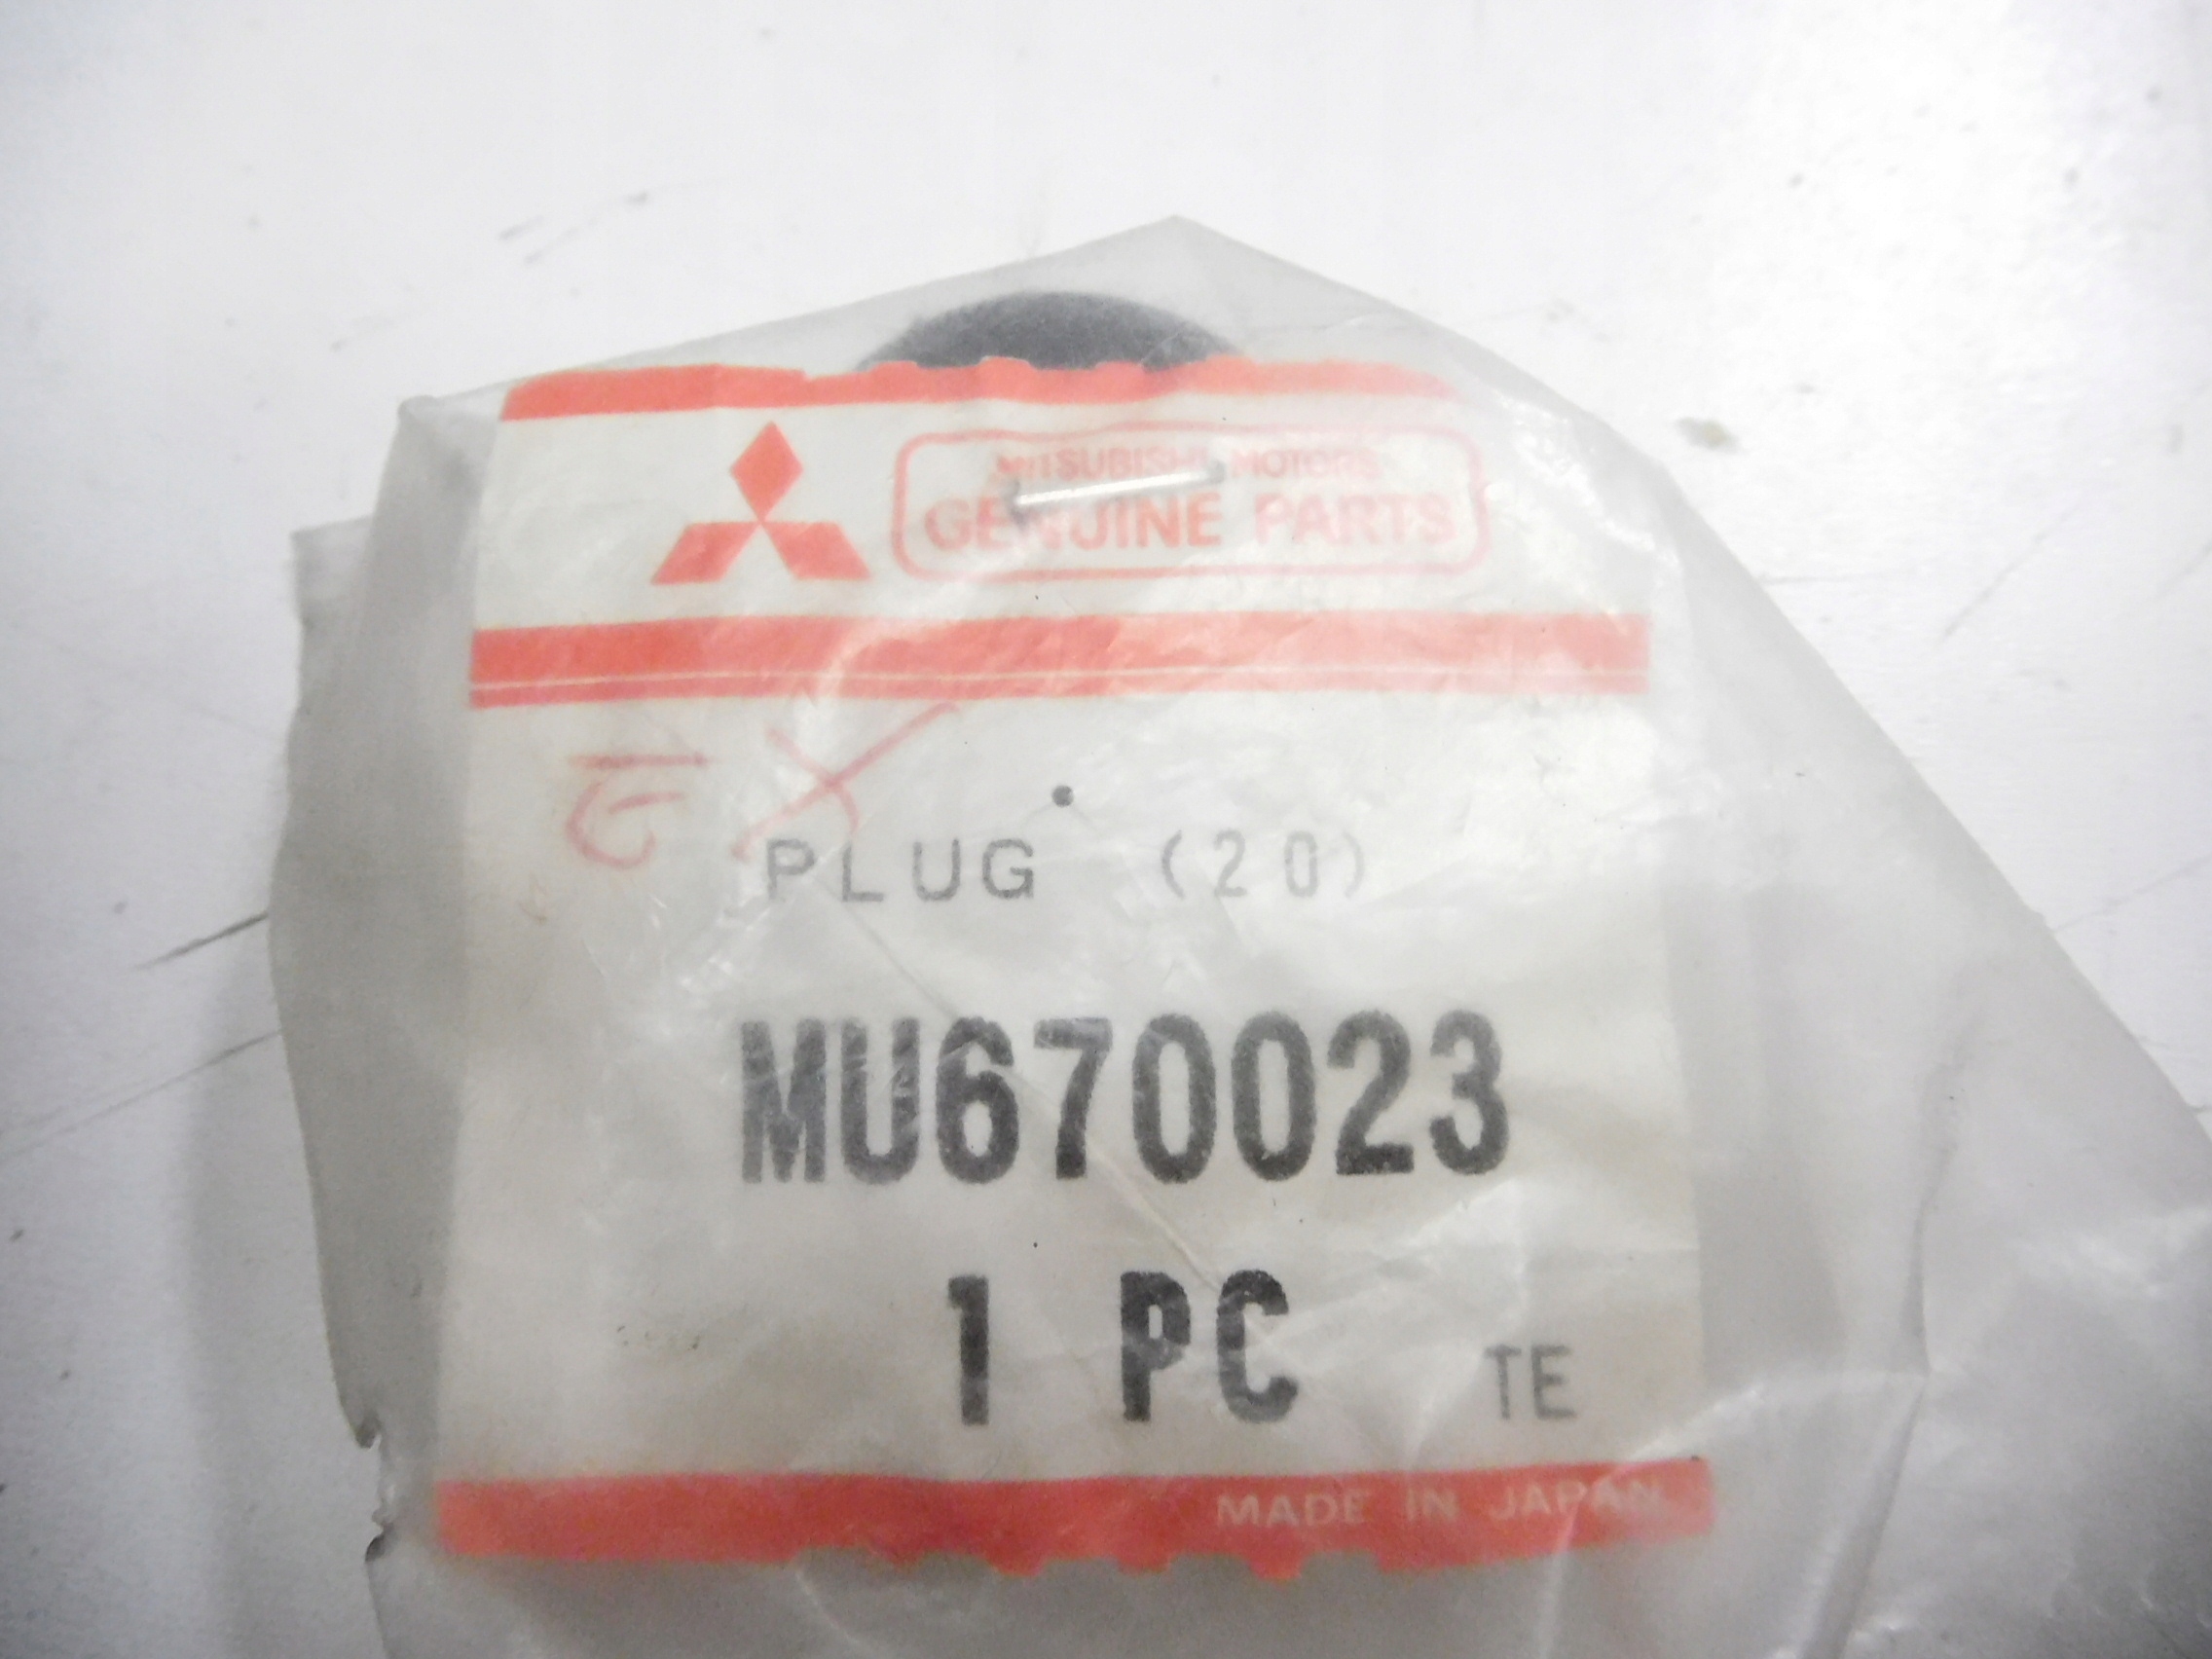 MITSUBISHI MOTORS
GENUINE PARTS
PLUG (20)
MU670023
1 PC TE
MADE IN JAPAN